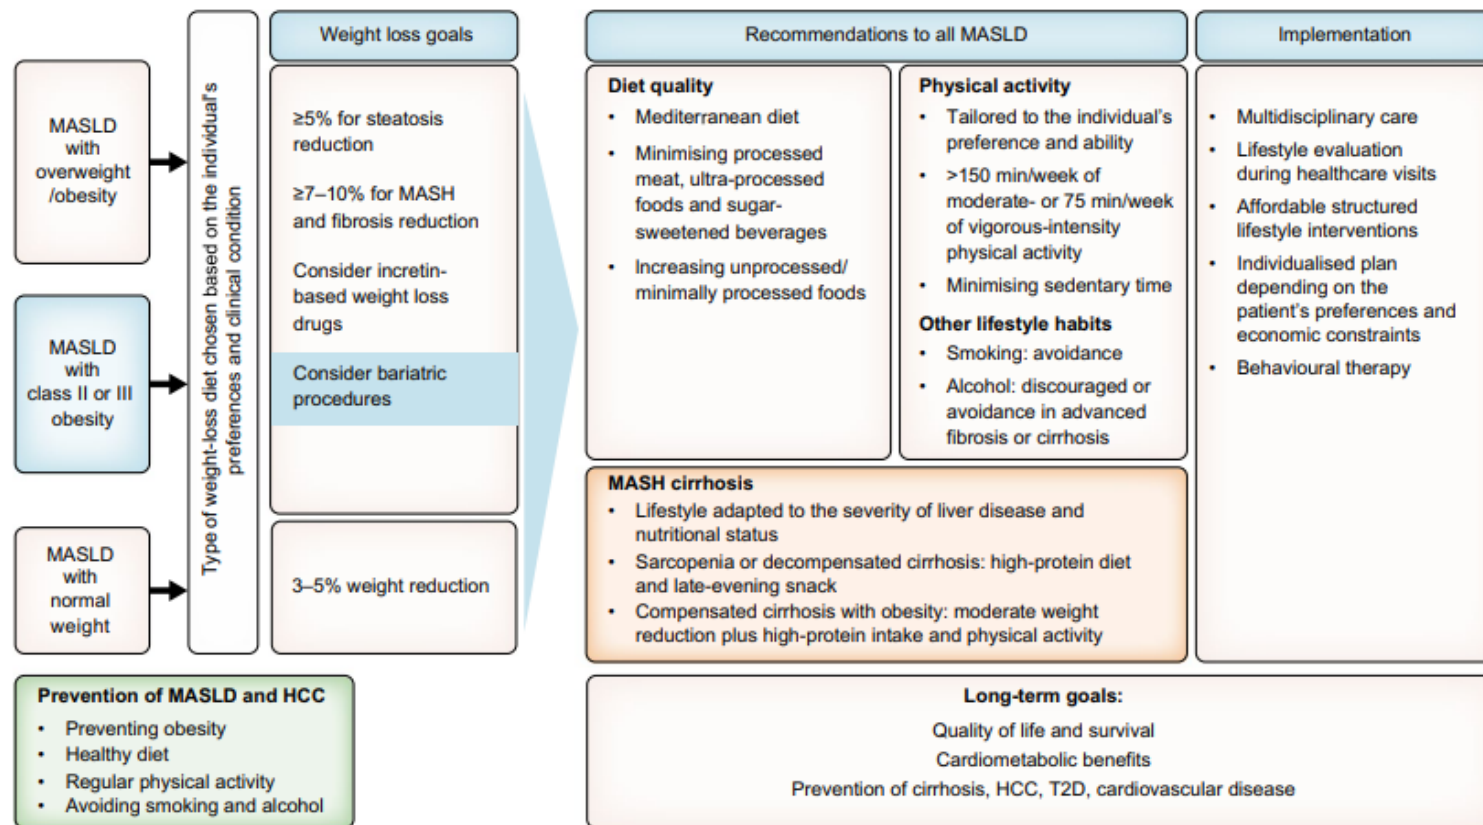 Weight loss goals
Recommendations to all MASLD
Implementation
MASLD
with
overweight
/obesity
MASLD
with
class II or III
obesity
MASLD
with
normal
weight
Type of weight-loss diet chosen based on the individual's
preferences and clinical condition
≥5% for steatosis
reduction
≥7–10% for MASH
and fibrosis reduction
Consider incretin-
based weight loss
drugs
Consider bariatric
procedures
3–5% weight reduction
Diet quality
• Mediterranean diet
• Minimising processed
meat, ultra-processed
foods and sugar-
sweetened beverages
• Increasing unprocessed/
minimally processed foods
Physical activity
• Tailored to the individual's
preference and ability
• >150 min/week of
moderate- or 75 min/week
of vigorous-intensity
physical activity
• Minimising sedentary time
Other lifestyle habits
• Smoking: avoidance
• Alcohol: discouraged or
avoidance in advanced
fibrosis or cirrhosis
MASH cirrhosis
• Lifestyle adapted to the severity of liver disease and
nutritional status
• Sarcopenia or decompensated cirrhosis: high-protein diet
and late-evening snack
• Compensated cirrhosis with obesity: moderate weight
reduction plus high-protein intake and physical activity
• Multidisciplinary care
• Lifestyle evaluation
during healthcare visits
• Affordable structured
lifestyle interventions
• Individualised plan
depending on the
patient's preferences and
economic constraints
• Behavioural therapy
Prevention of MASLD and HCC
• Preventing obesity
• Healthy diet
• Regular physical activity
• Avoiding smoking and alcohol
Long-term goals:
Quality of life and survival
Cardiometabolic benefits
Prevention of cirrhosis, HCC, T2D, cardiovascular disease